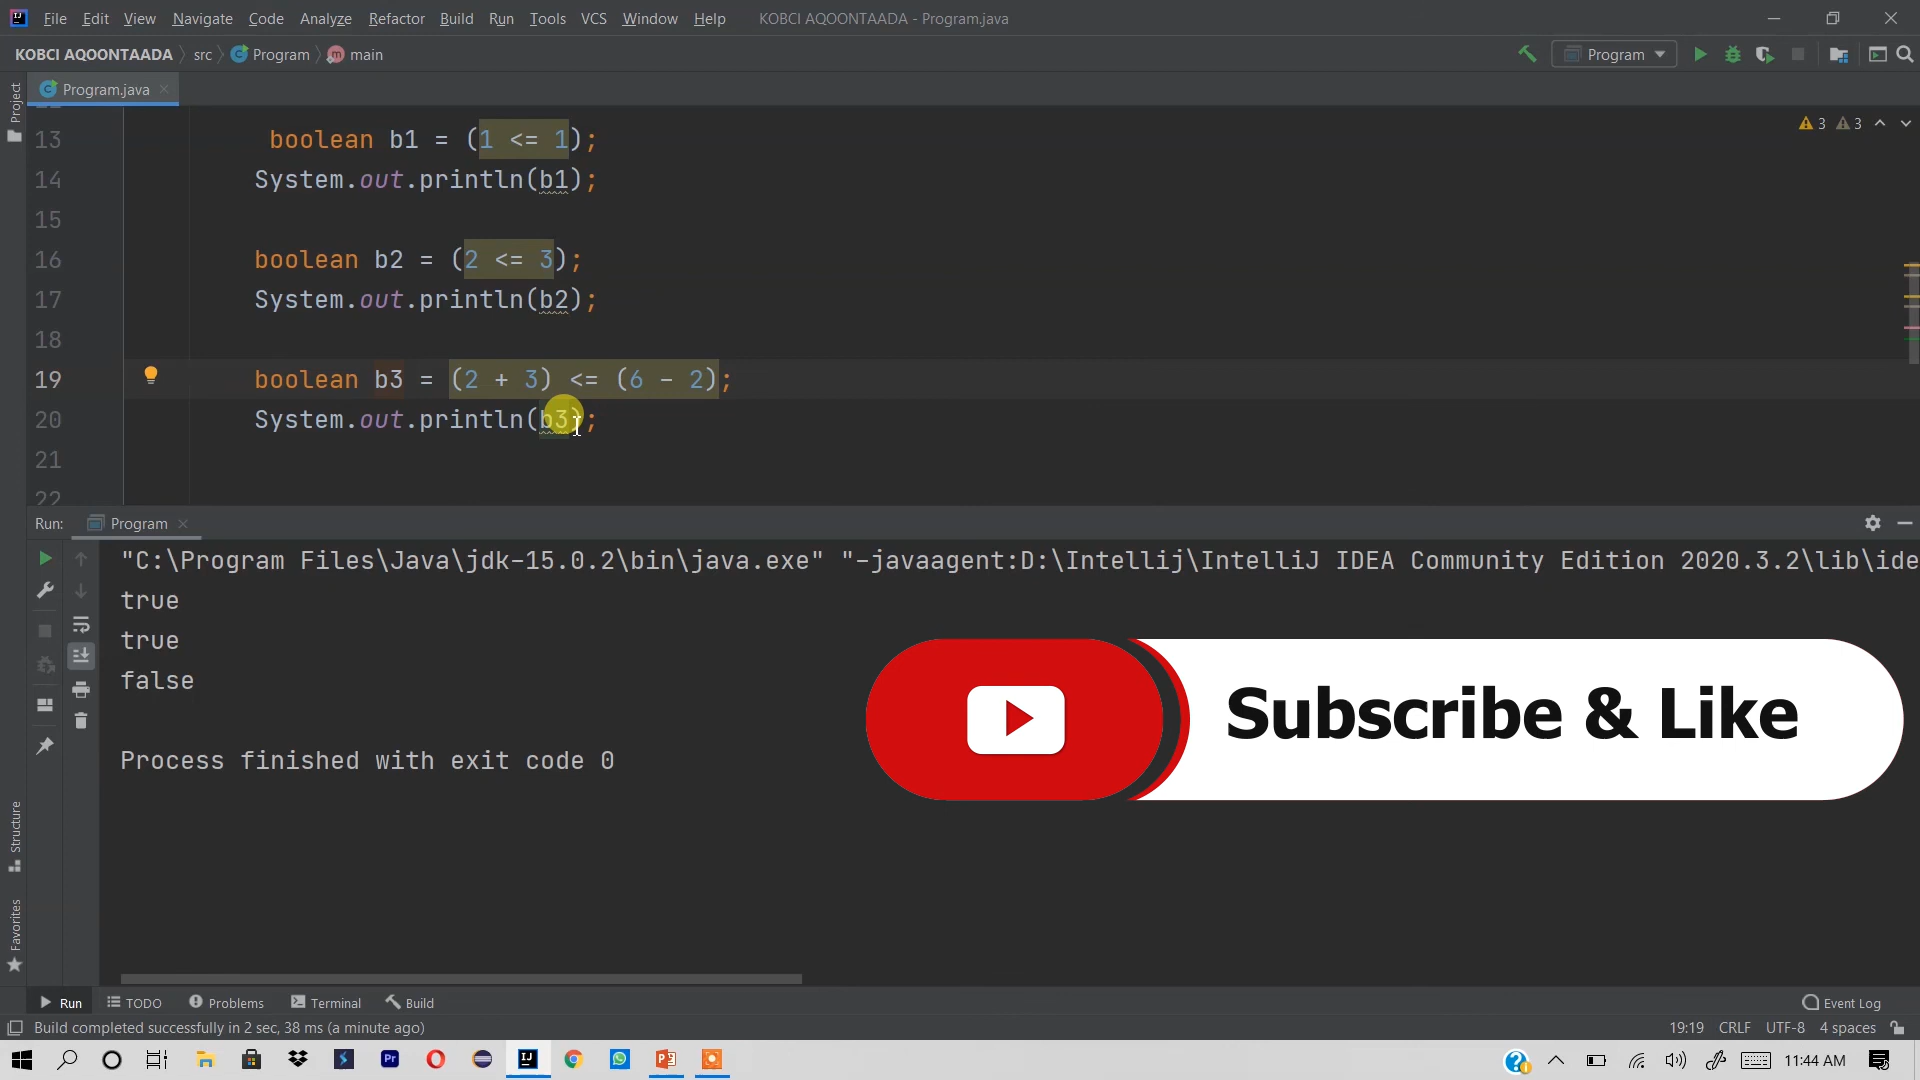 File Edit View Navigate Code Analyze Refactor Build Run Tools VCS Window Help KOBCI AQOONTAADA - Program.java
KOBCI AQOONTAADA src Program main Program
Program.java
Project
3 3
13 boolean b1 = (1 <= 1);
14 System.out.println(b1);
15
16 boolean b2 = (2 <= 3);
17 System.out.println(b2);
18
19 boolean b3 = (2 + 3) <= (6 - 2);
20 System.out.println(b3);
21
22
Run: Program
"C:\Program Files\Java\jdk-15.0.2\bin\java.exe" "-javaagent:D:\Intellij\IntelliJ IDEA Community Edition 2020.3.2\lib\ide
true
true
false
Subscribe & Like
Process finished with exit code 0
Structure
Favorites
Run TODO Problems Terminal Build Event Log
Build completed successfully in 2 sec, 38 ms (a minute ago) 19:19 CRLF UTF-8 4 spaces
11:44 AM